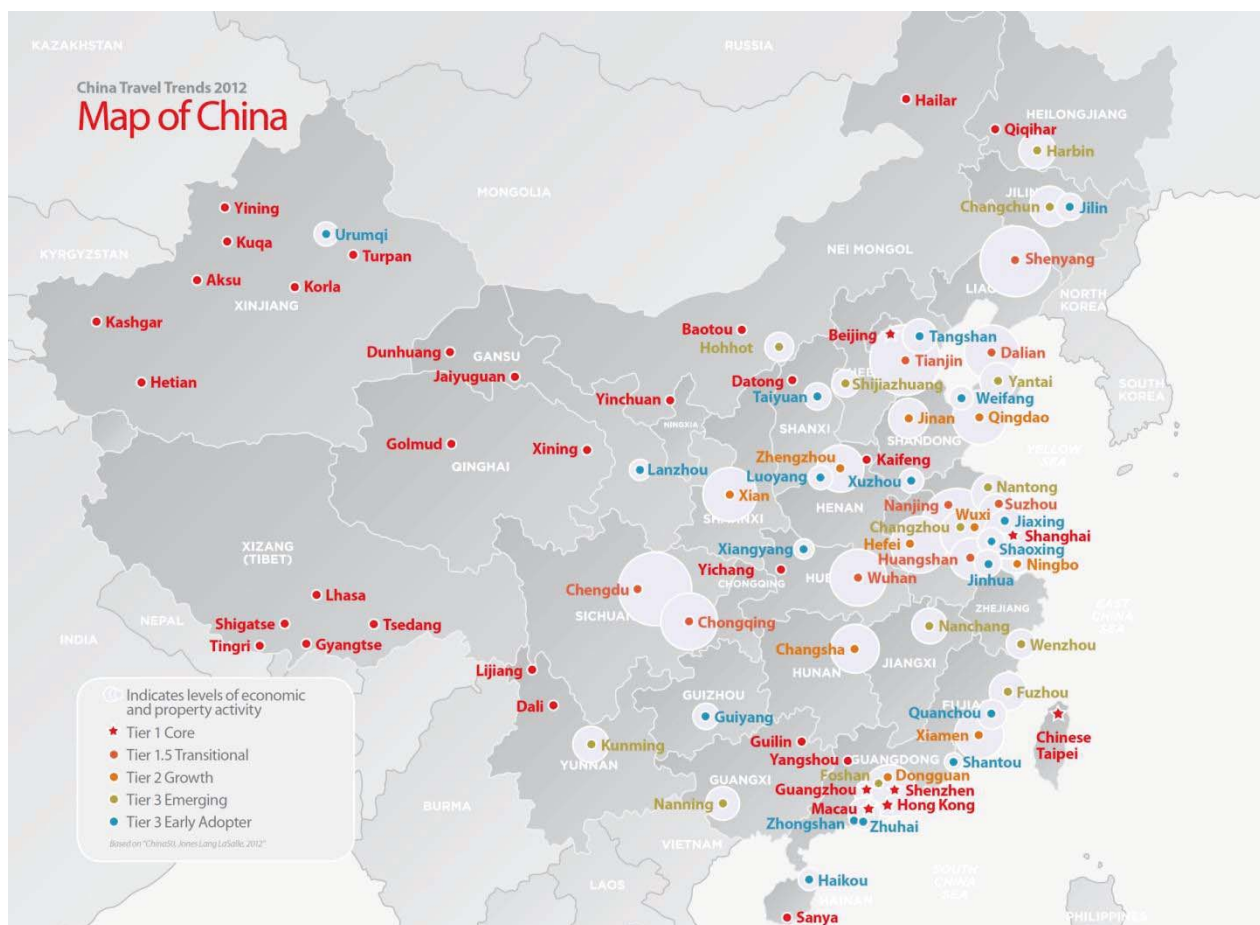 KAZAKHSTAN
RUSSIA
China Travel Trends 2012
Map of China
Hailar
HEILONGJIANG
Qiqihar
Harbin
MONGOLIA
JILIN
Changchun
Jilin
Yining
Urumqi
Kuqa
Turpan
KYRGYZSTAN
NEI MONGOL
Shenyang
Aksu
Korla
XINJIANG
LIAO
NORTH
KOREA
Kashgar
Baotou
Beijing
Tangshan
Hohhot
Dunhuang
GANSU
Tianjin
Dalian
Jaiyuguan
Hetian
Datong
Shijiazhuang
Yantai
SOUTH
KOREA
Yinchuan
Taiyuan
Weifang
NINGXIA
SHANXI
Jinan
Qingdao
SHANDONG
Golmud
Xining
QINGHAI
YELLOW
SEA
Zhengzhou
Kaifeng
Lanzhou
Luoyang
Xuzhou
Xian
Nantong
HENAN
Nanjing
Suzhou
SHANNXI
Wuxi
Jiaxing
Changzhou
Shanghai
XIZANG
(TIBET)
Xiangyang
Hefei
Shaoxing
Huangshan
Yichang
Ningbo
Jinhua
CHONGQING
HUB
Wuhan
Chengdu
Lhasa
SICHUAN
ZHEJIANG
EAST
CHINA
SEA
NEPAL
Shigatse
Tsedang
Chongqing
Nanchang
INDIA
Tingri
Gyangtse
Changsha
JIANGXI
Wenzhou
HUNAN
Lijiang
Indicates levels of economic
and property activity
GUIZHOU
Fuzhou
Dali
Guiyang
Quanchou
FUJIA
Tier 1 Core
Guilin
Xiamen
Chinese
Taipei
Kunming
YUNNAN
Tier 1.5 Transitional
Yangshou
GUANGDONG
Shantou
Tier 2 Growth
GUANGXI
Foshan
Dongguan
Guangzhou
Shenzhen
Tier 3 Emerging
Nanning
Macau
Hong Kong
BURMA
Tier 3 Early Adopter
Zhongshan
Zhuhai
Based on "China50, Jones Lang LaSalle, 2012"
VIETNAM
LAOS
Haikou
HAINAN
SOUTH
CHINA
SEA
Sanya
PHILIPPINES